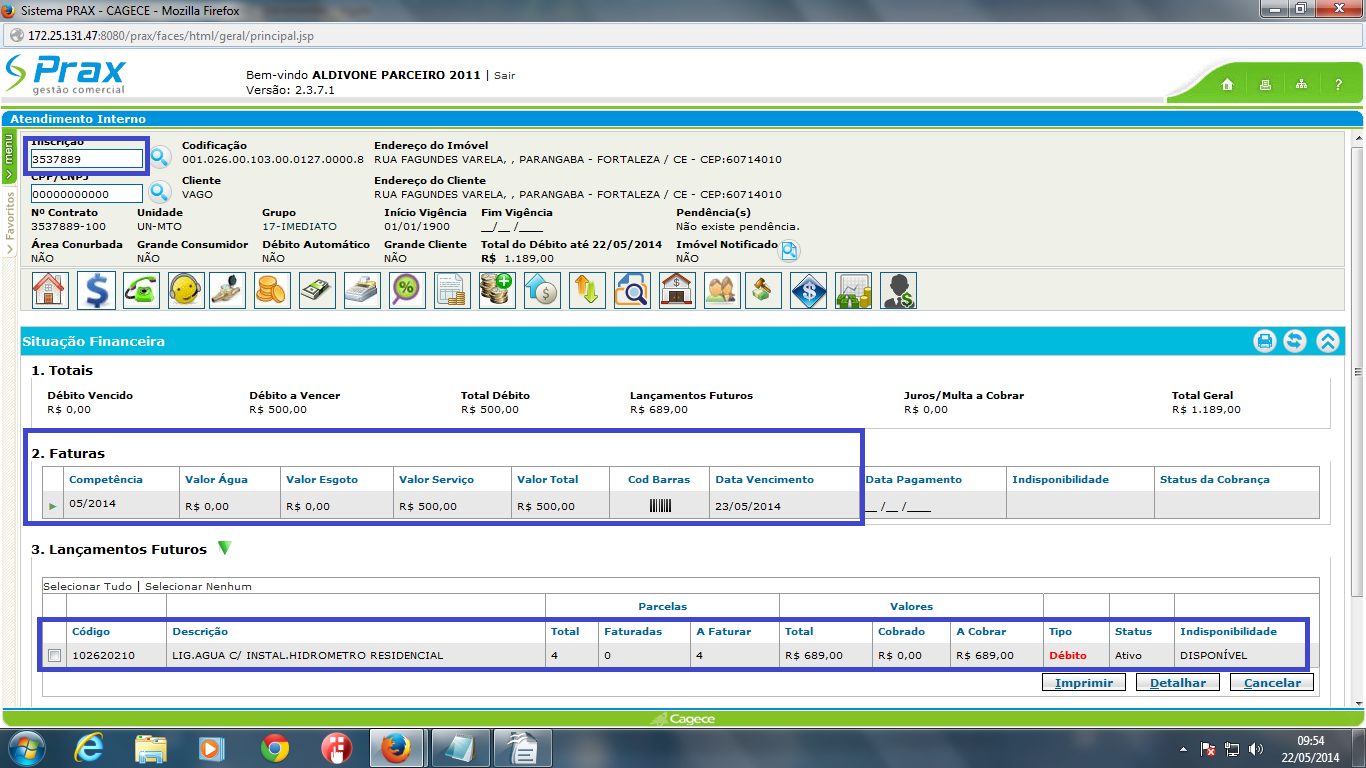 Sistema PRAX - CAGECE - Mozilla Firefox
172.25.131.47:8080/prax/faces/html/geral/principal.jsp
Prax
gestão comercial
Bem-vindo ALDIVONE PARCEIRO 2011 | Sair
Versão: 2.3.7.1
?
Atendimento Interno
menu
Favoritos
Inscrição Codificação Endereço do Imóvel
3537889 001.026.00.103.00.0127.0000.8 RUA FAGUNDES VARELA, , PARANGABA - FORTALEZA / CE - CEP:60714010
CPF/CNPJ Cliente Endereço do Cliente
00000000000 VAGO RUA FAGUNDES VARELA, , PARANGABA - FORTALEZA / CE - CEP:60714010
Nº Contrato Unidade Grupo Início Vigência Fim Vigência Pendência(s)
3537889-100 UN-MTO 17-IMEDIATO 01/01/1900 __/__ /____ Não existe pendência.
Área Conurbada Grande Consumidor Débito Automático Grande Cliente Total do Débito até 22/05/2014 Imóvel Notificado
NÃO NÃO NÃO NÃO R$ 1.189,00 NÃO
Situação Financeira
1. Totais
Débito Vencido Débito a Vencer Total Débito Lançamentos Futuros Juros/Multa a Cobrar Total Geral
R$ 0,00 R$ 500,00 R$ 500,00 R$ 689,00 R$ 0,00 R$ 1.189,00
2. Faturas
Competência Valor Água Valor Esgoto Valor Serviço Valor Total Cod Barras Data Vencimento Data Pagamento Indisponibilidade Status da Cobrança
05/2014 R$ 0,00 R$ 0,00 R$ 500,00 R$ 500,00 23/05/2014 __ /__ /____
3. Lançamentos Futuros
Selecionar Tudo | Selecionar Nenhum
Parcelas Valores
Código Descrição Total Faturadas A Faturar Total Cobrado A Cobrar Tipo Status Indisponibilidade
102620210 LIG.AGUA C/ INSTAL.HIDROMETRO RESIDENCIAL 4 0 4 R$ 689,00 R$ 0,00 R$ 689,00 Débito Ativo DISPONÍVEL
Imprimir Detalhar Cancelar
Cagece
09:54
22/05/2014